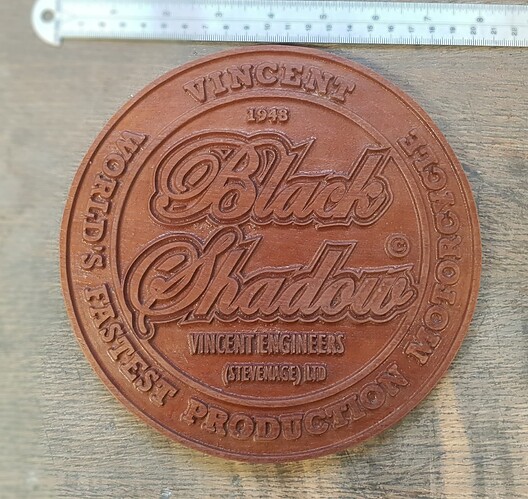 VINCENT
1948
Black
Shadow
©
VINCENT ENGINEERS
(STEVENAGE) LTD
WORLD'S FASTEST PRODUCTION MOTORCYCLE